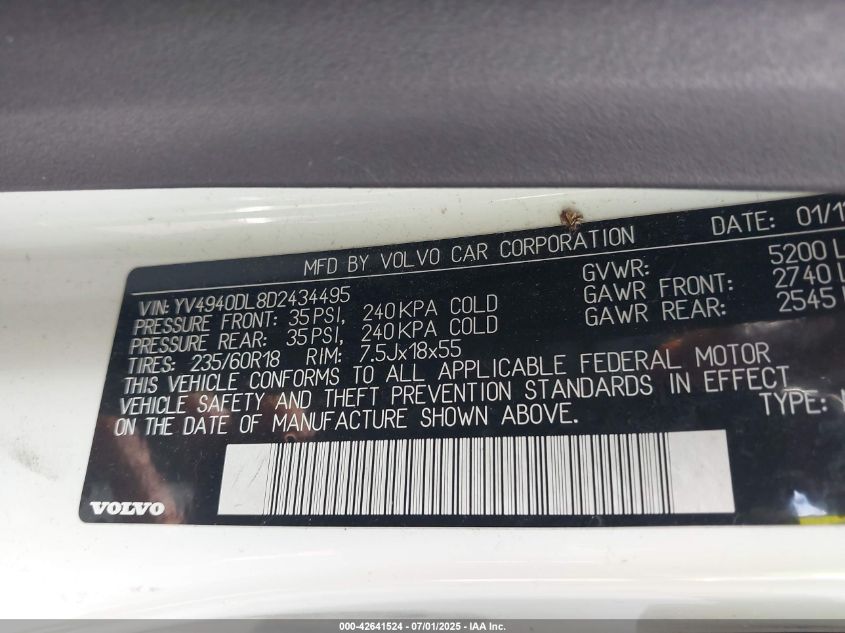 MFD BY VOLVO CAR CORPORATION DATE: 01/1
VIN: YV4940DL8D2434495
PRESSURE FRONT: 35PSI, 240KPA COLD
PRESSURE REAR: 35PSI, 240KPA COLD
TIRES: 235/60R18 RIM: 7.5Jx18x55
GVWR: 5200 L
GAWR FRONT: 2740 L
GAWR REAR: 2545
THIS VEHICLE CONFORMS TO ALL APPLICABLE FEDERAL MOTOR
VEHICLE SAFETY AND THEFT PREVENTION STANDARDS IN EFFECT
ON THE DATE OF MANUFACTURE SHOWN ABOVE.
TYPE:
VOLVO
000-42641524 - 07/01/2025 - IAA Inc.